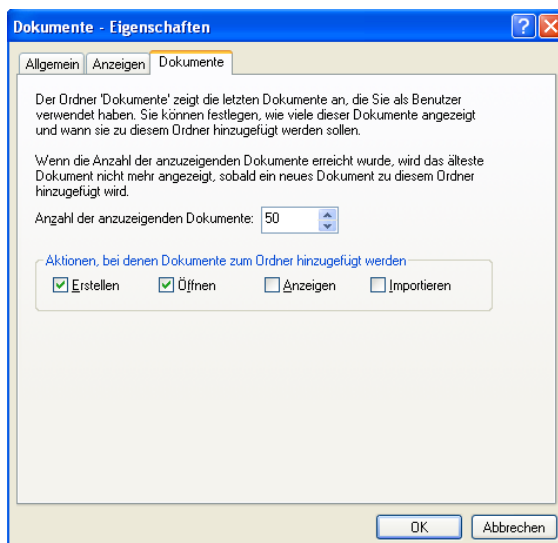 Dokumente - Eigenschaften
Allgemein Anzeigen Dokumente
Der Ordner 'Dokumente' zeigt die letzten Dokumente an, die Sie als Benutzer
verwendet haben. Sie können festlegen, wie viele dieser Dokumente angezeigt
und wann sie zu diesem Ordner hinzugefügt werden sollen.
Wenn die Anzahl der anzuzeigenden Dokumente erreicht wurde, wird das älteste
Dokument nicht mehr angezeigt, sobald ein neues Dokument zu diesem Ordner
hinzugefügt wird.
Anzahl der anzuzeigenden Dokumente: 50
Aktionen, bei denen Dokumente zum Ordner hinzugefügt werden
Erstellen Öffnen Anzeigen Importieren
OK Abbrechen